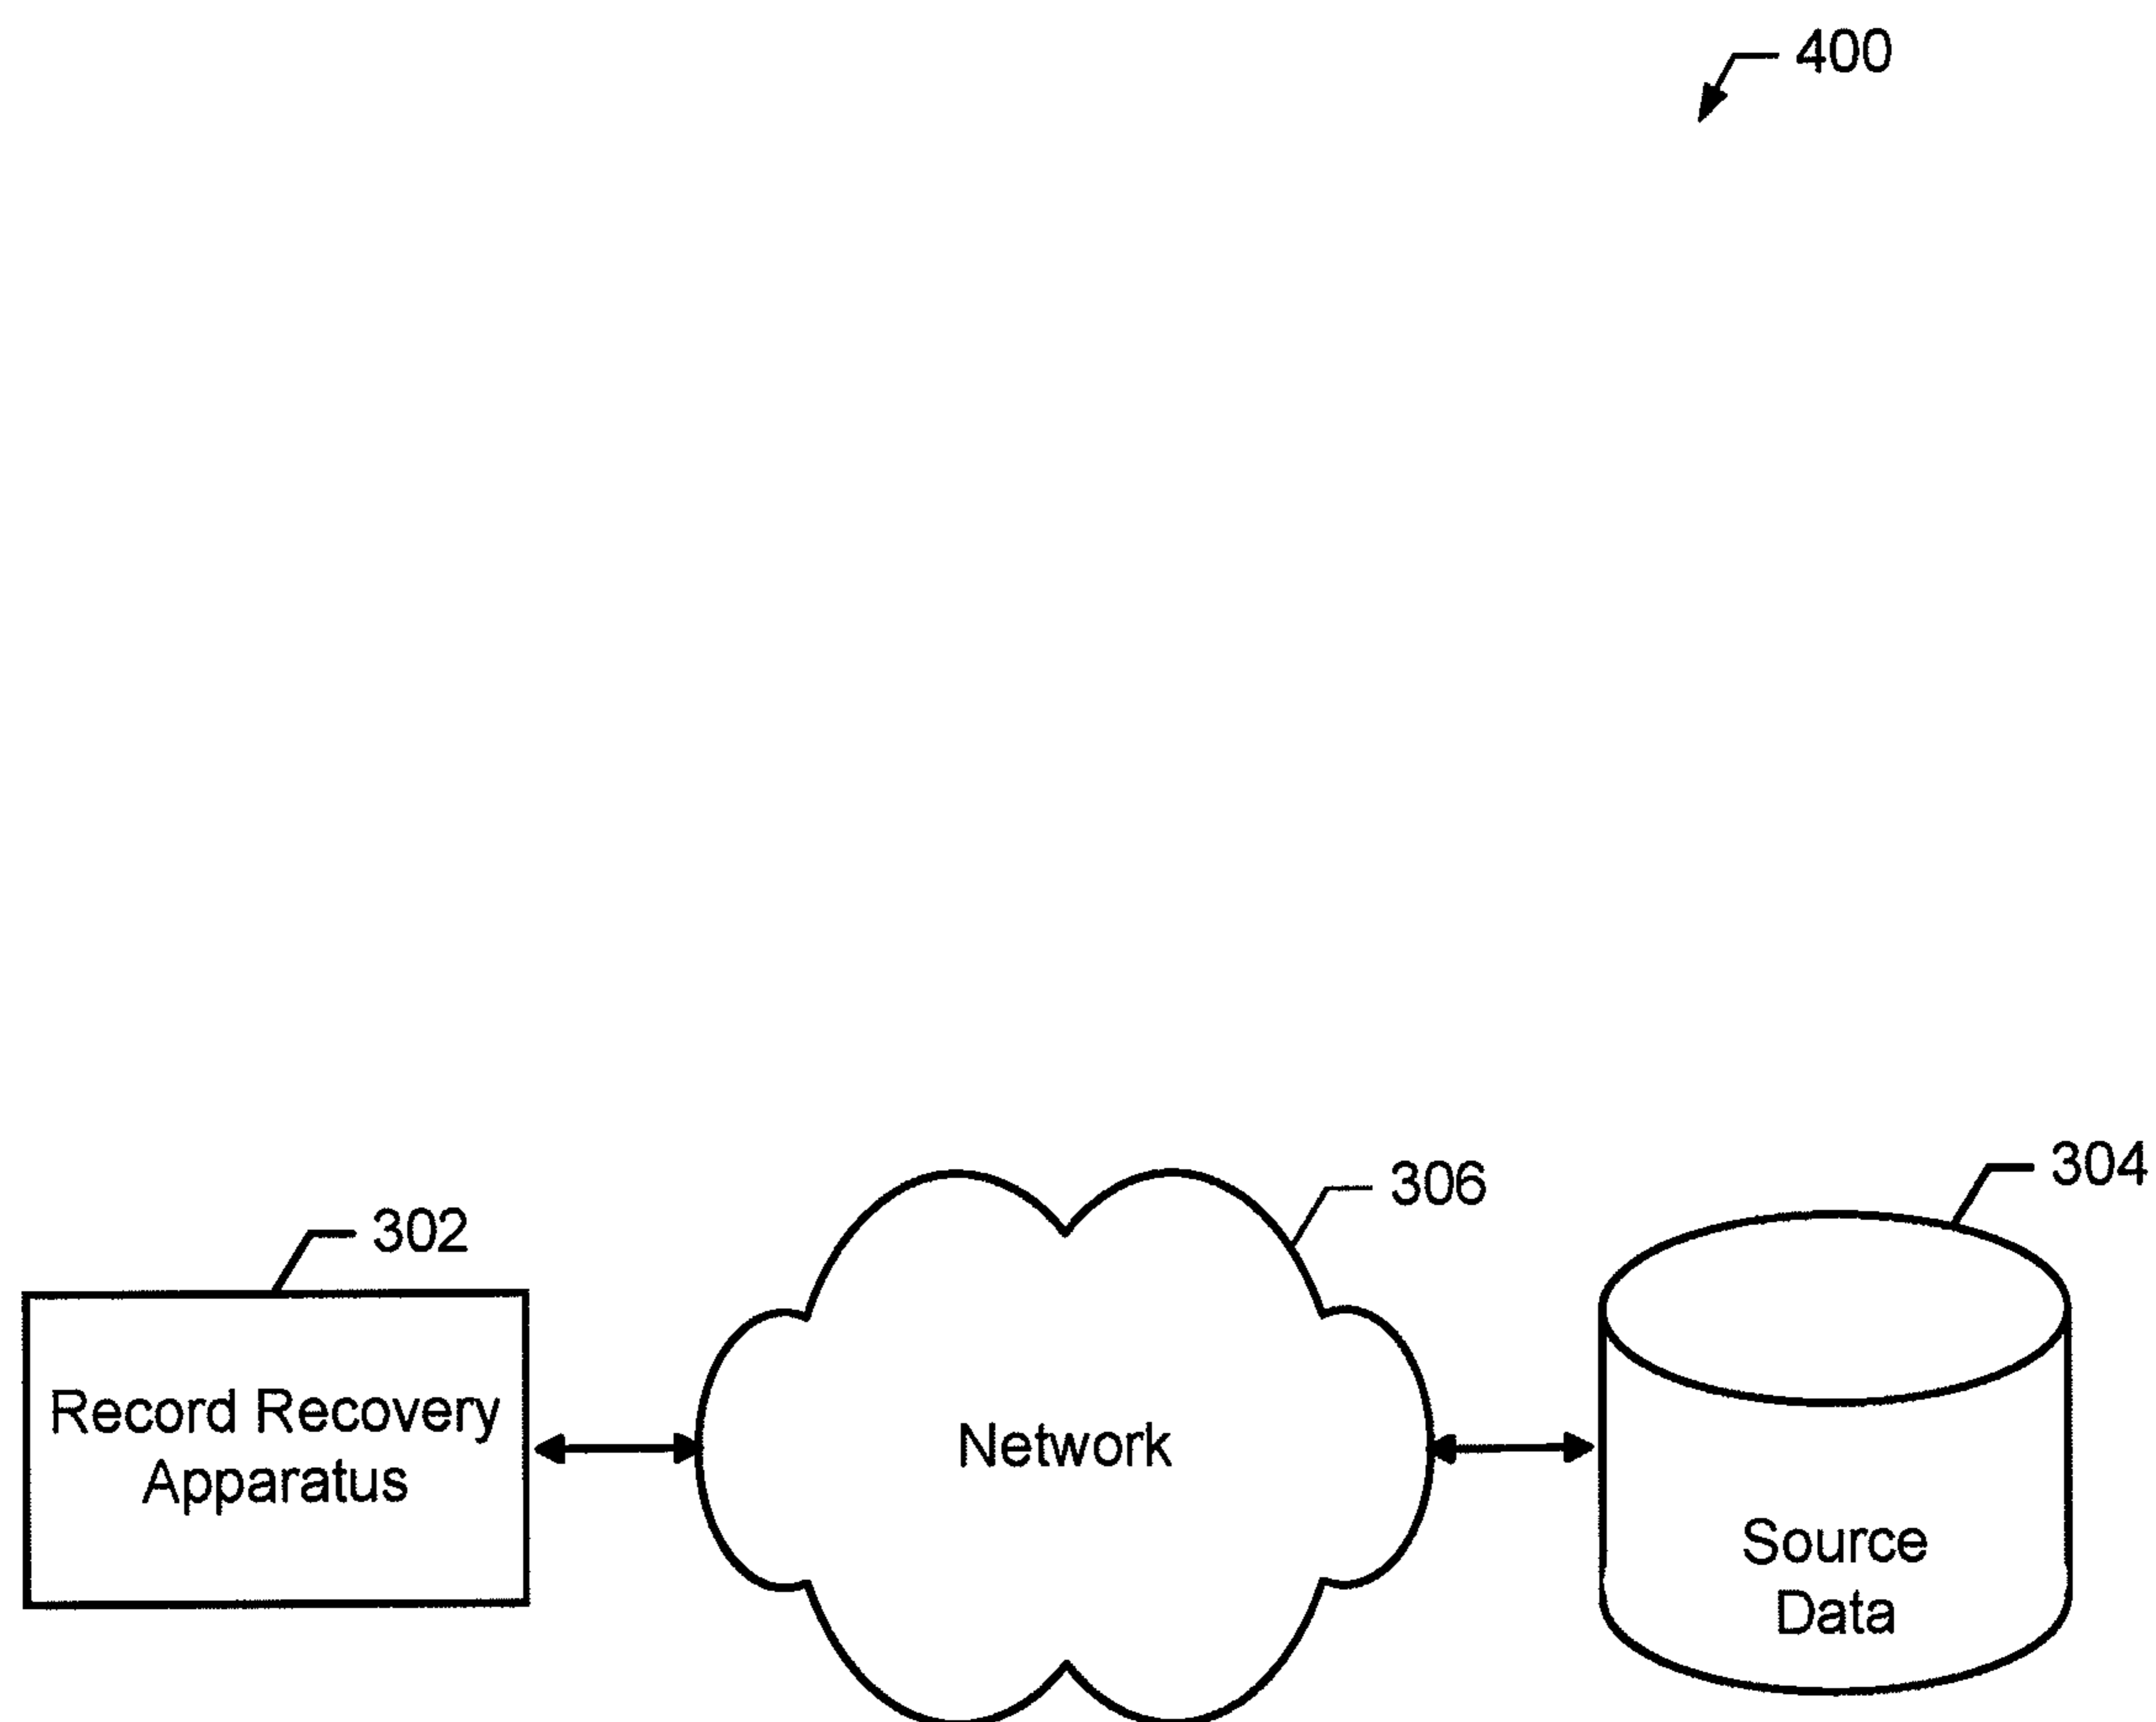 400
304
306
302
Record Recovery
Apparatus
Network
Source
Data